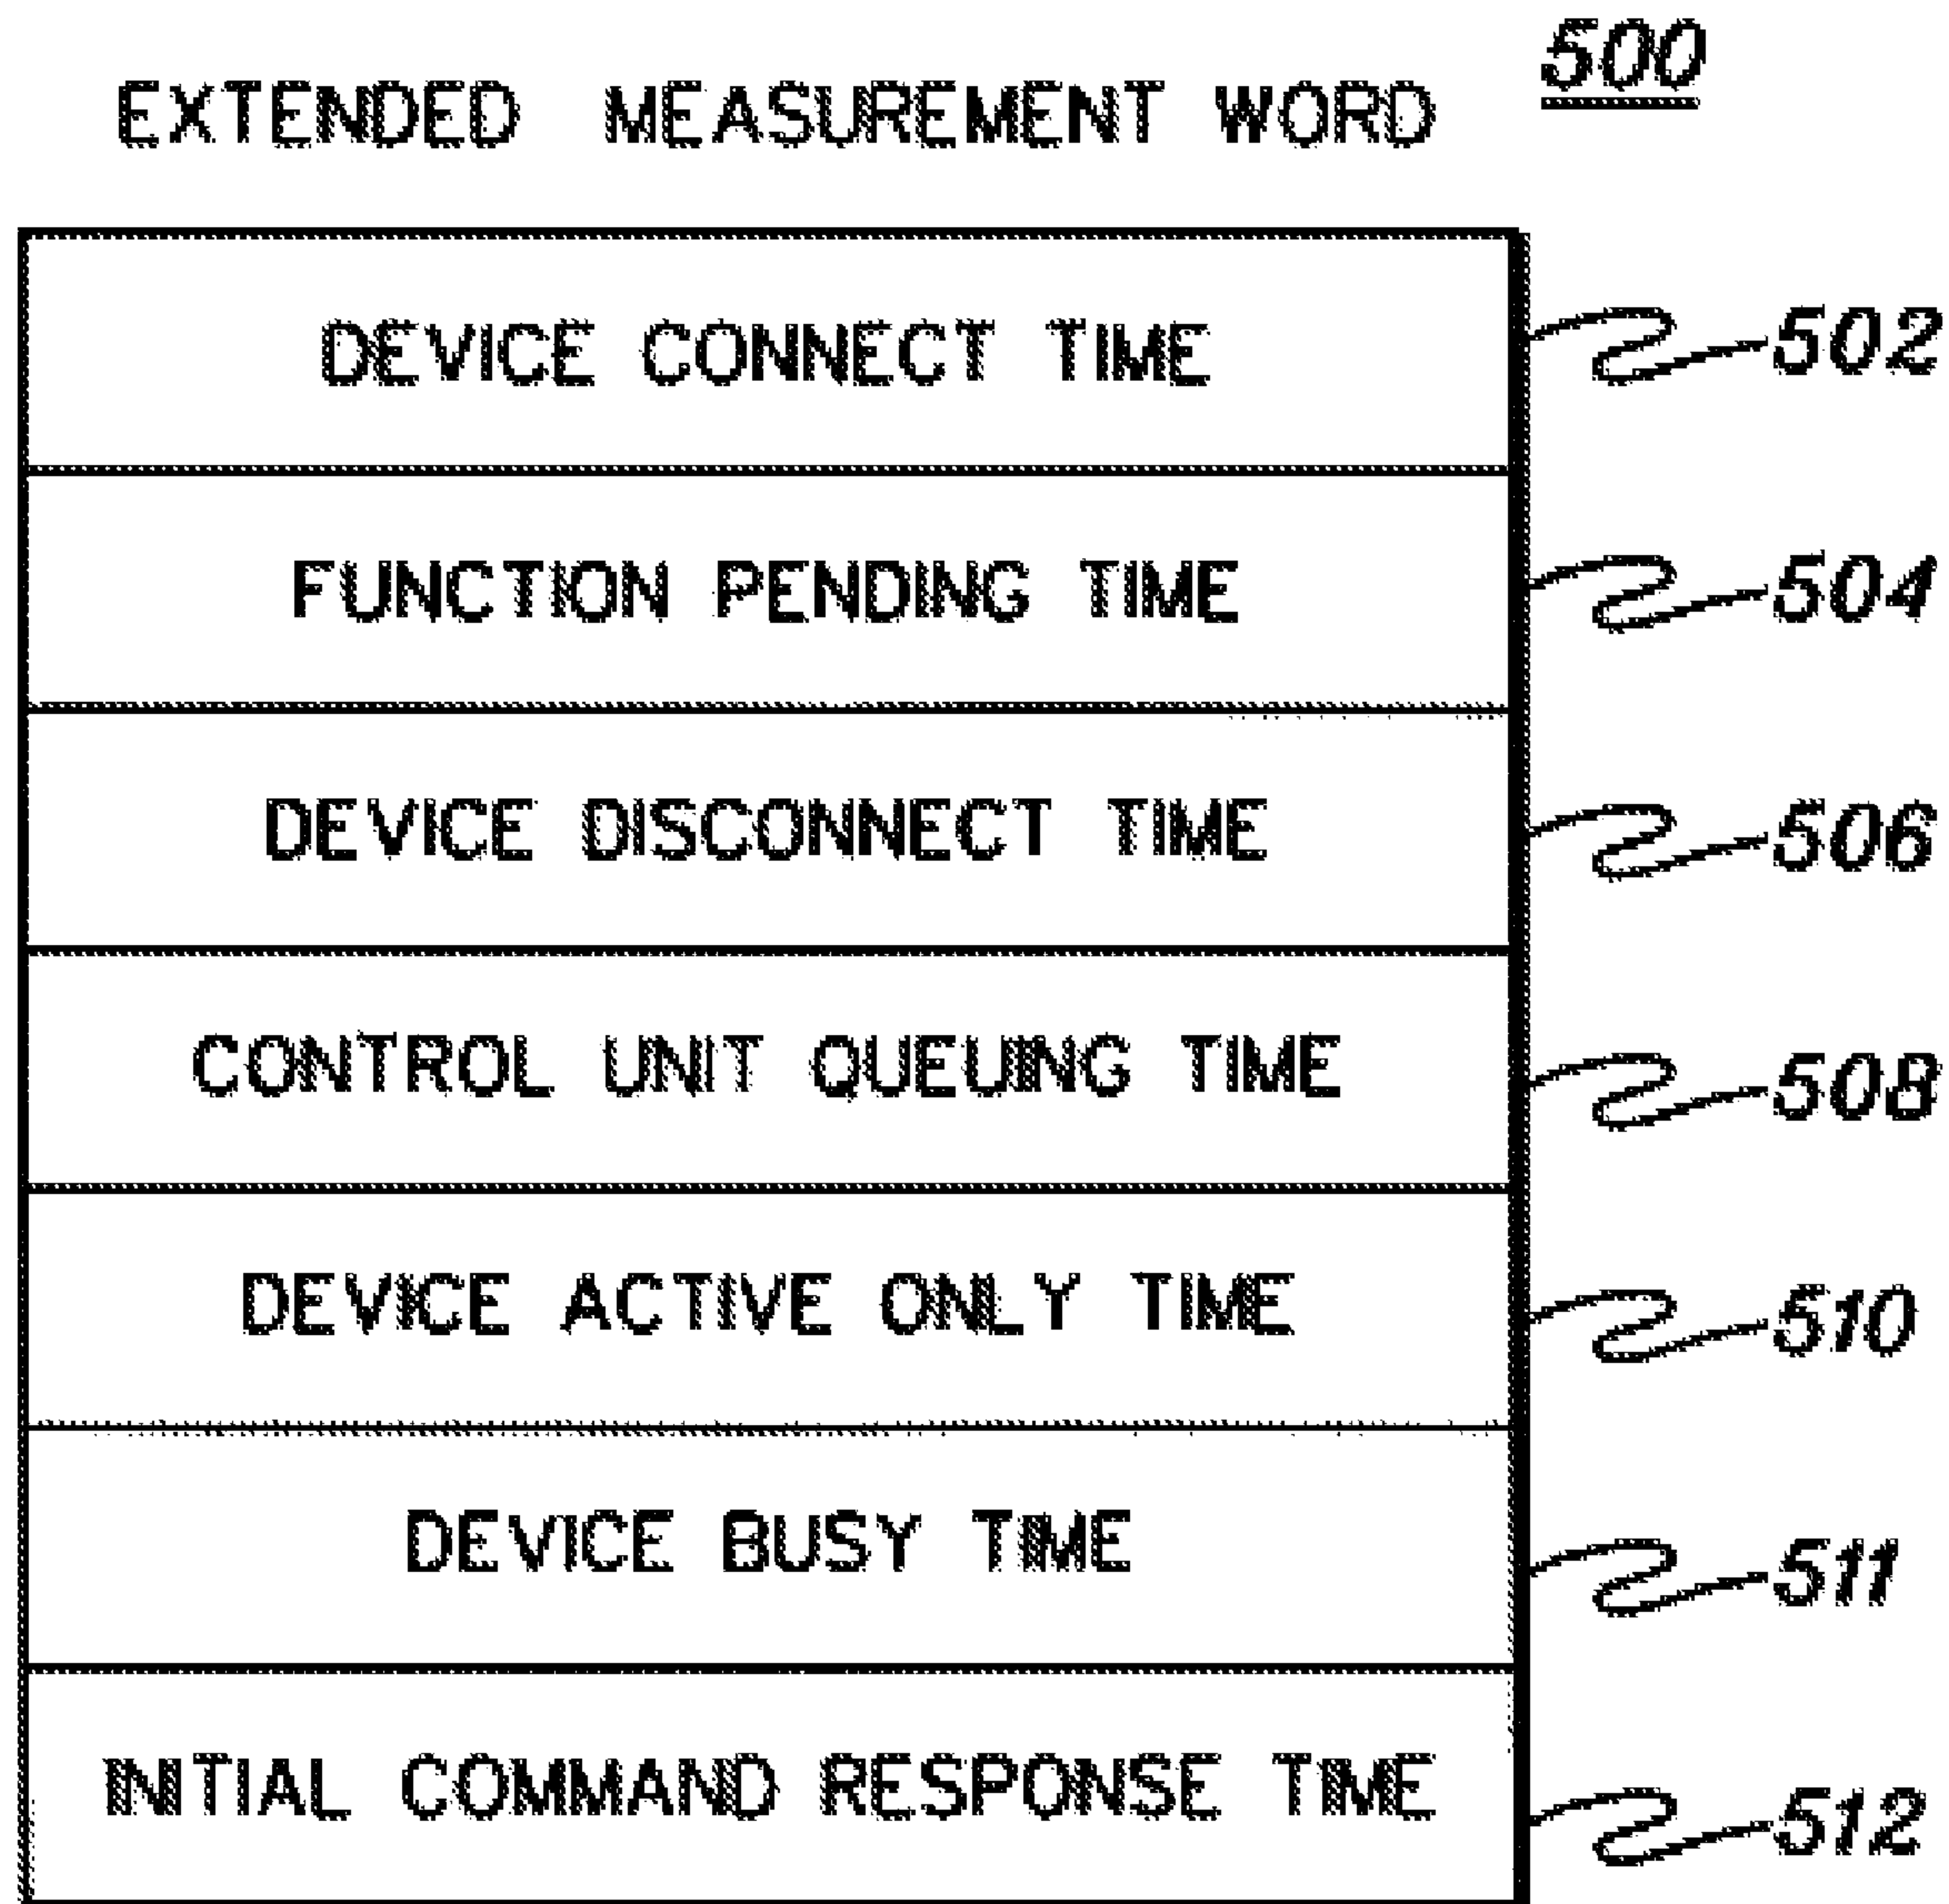 EXTENDED MEASUREMENT WORD 500
DEVICE CONNECT TIME 502
FUNCTION PENDING TIME 504
DEVICE DISCONNECT TIME 506
CONTROL UNIT QUEUING TIME 508
DEVICE ACTIVE ONLY TIME 510
DEVICE BUSY TIME 511
INITIAL COMMAND RESPONSE TIME 512